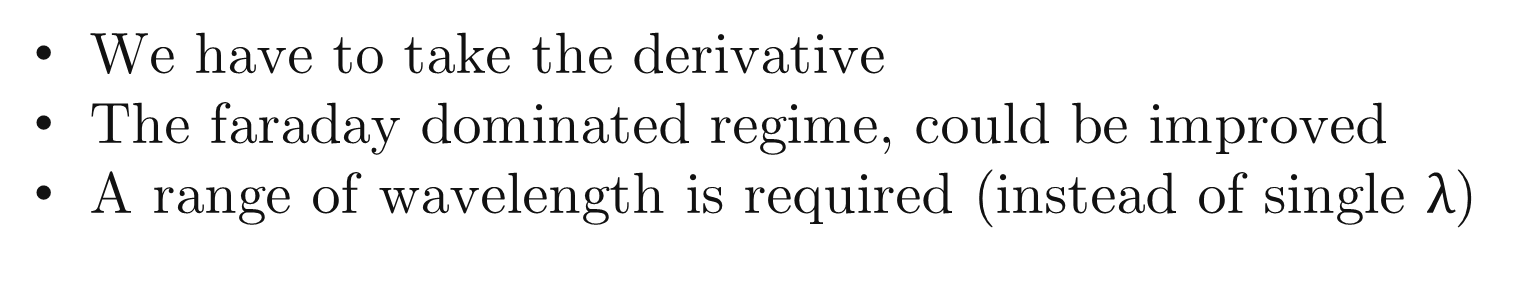 • We have to take the derivative
• The faraday dominated regime, could be improved
• A range of wavelength is required (instead of single λ)